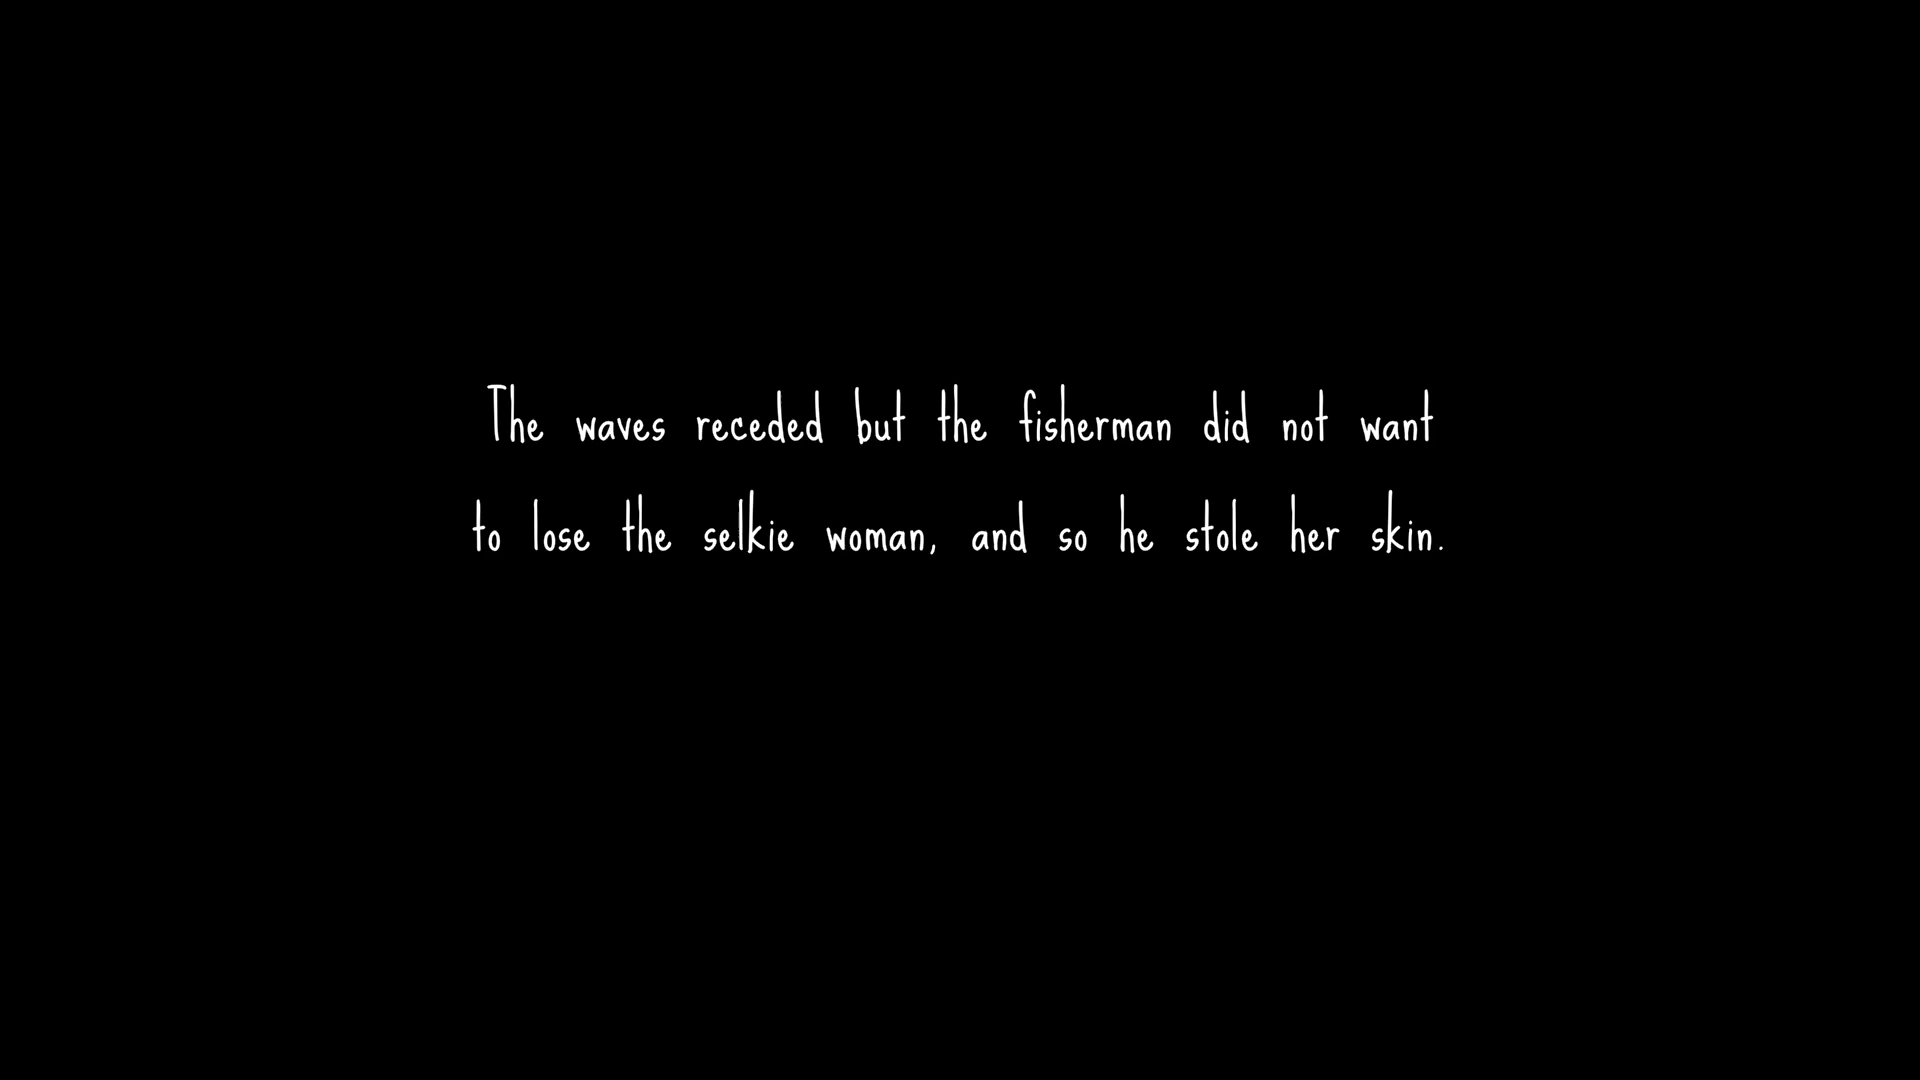 The waves receded but the fisherman did not want
to lose the selkie woman, and so he stole her skin.